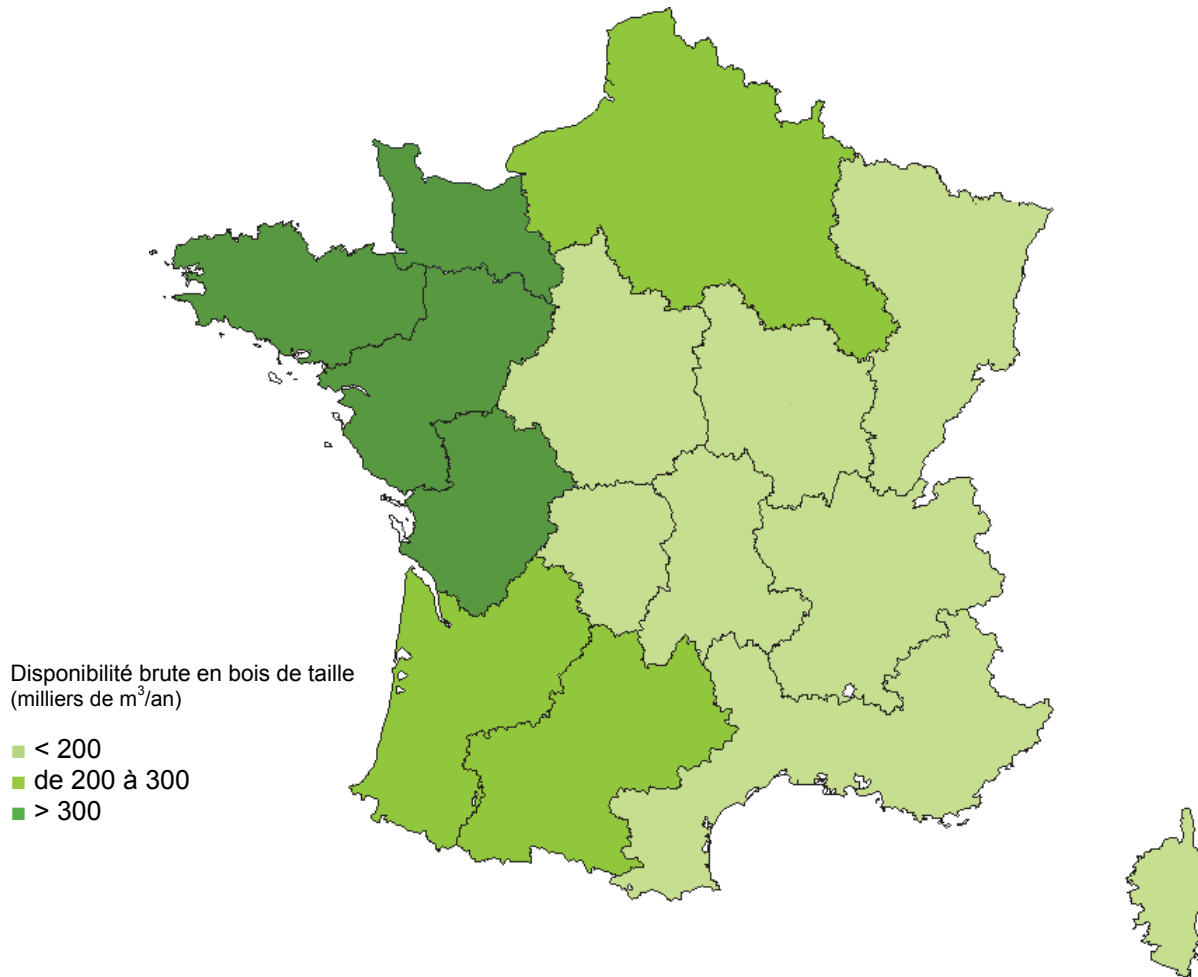 Disponibilité brute en bois de taille
(milliers de m³/an)
< 200
de 200 à 300
> 300